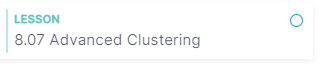 LESSON
8.07 Advanced Clustering